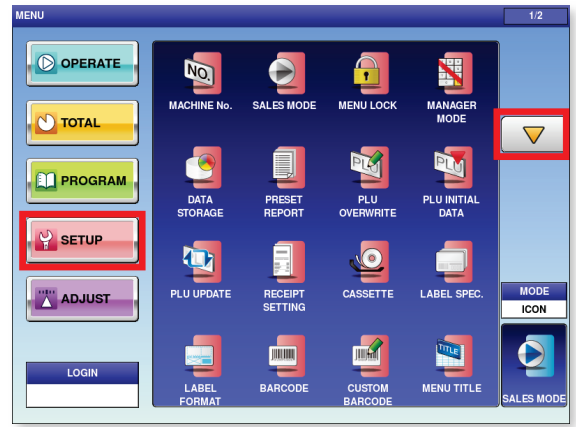 MENU
1/2
OPERATE
TOTAL
PROGRAM
SETUP
ADJUST
LOGIN
NO.
MACHINE No.
SALES MODE
MENU LOCK
MANAGER
MODE
DATA
STORAGE
PRESET
REPORT
PLU
PLU
OVERWRITE
PLU
PLU INITIAL
DATA
PLU UPDATE
RECEIPT
SETTING
CASSETTE
LABEL SPEC.
LABEL
FORMAT
BARCODE
CUSTOM
BARCODE
TITLE
MENU TITLE
MODE
ICON
SALES MODE